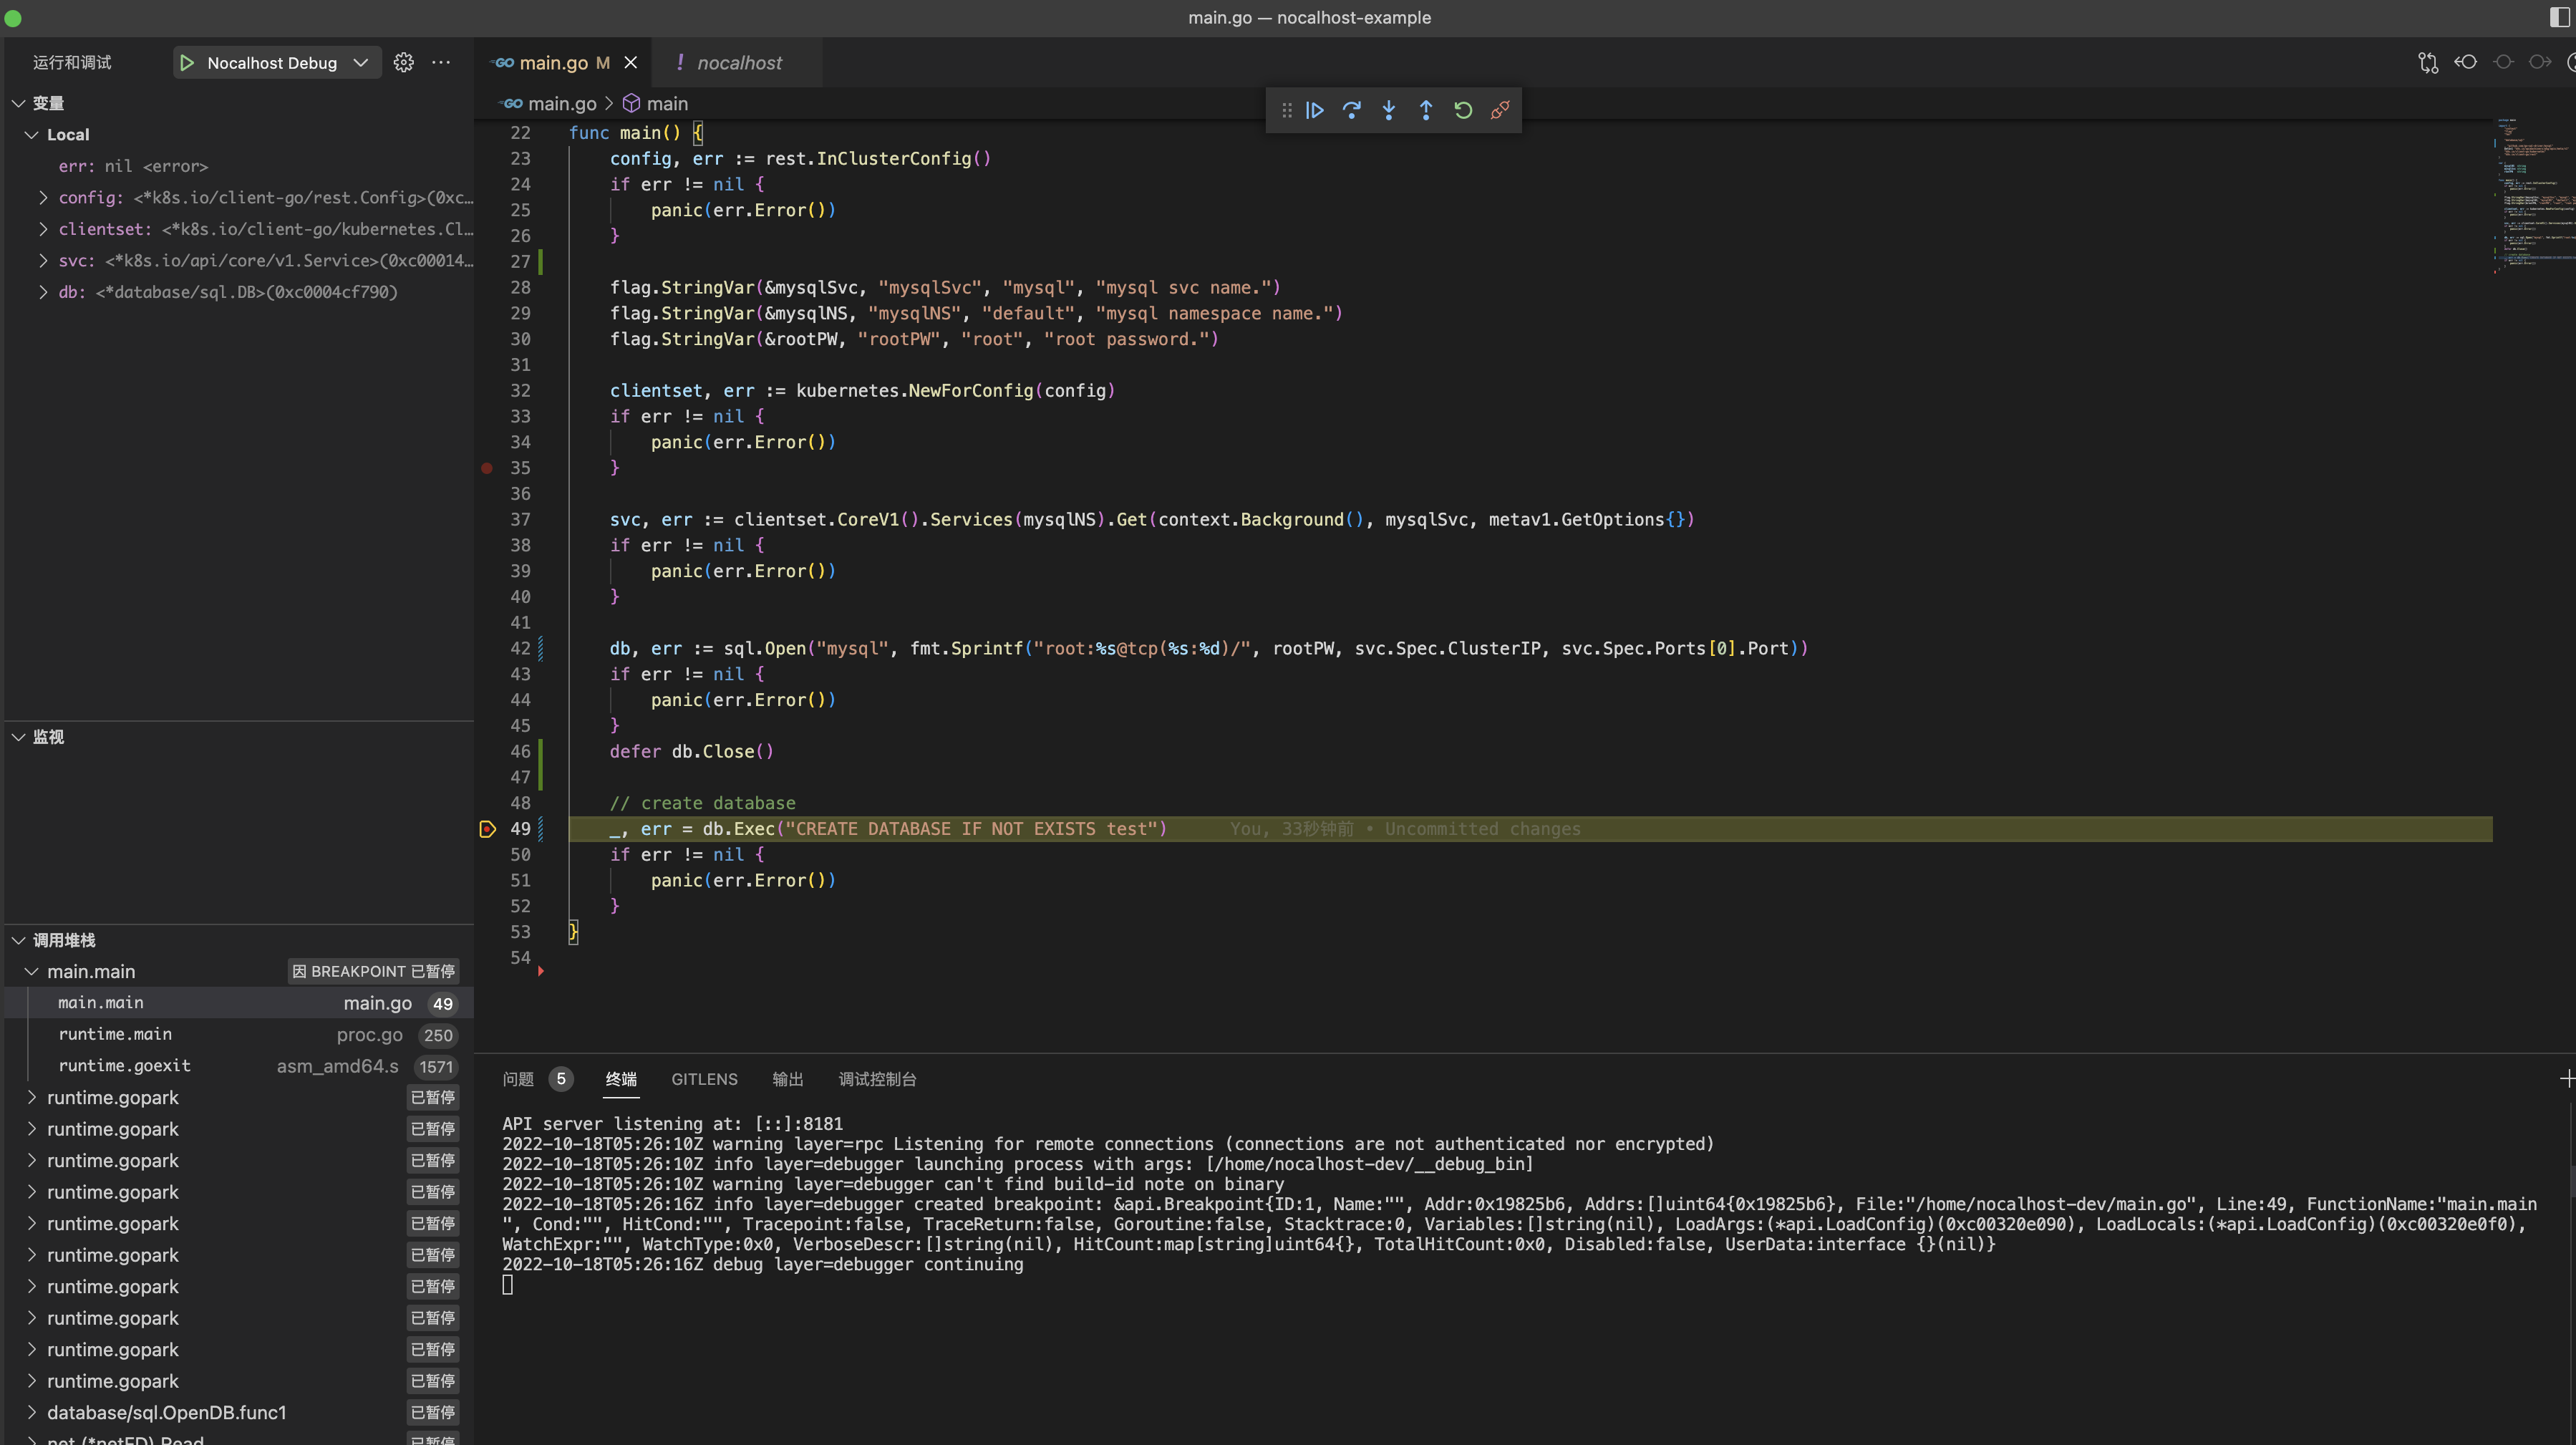 main.go — nocalhost-example
运行和调试
Nocalhost Debug
变量
Local
err: nil <error>
config: <*k8s.io/client-go/rest.Config>(0xc…
clientset: <*k8s.io/client-go/kubernetes.Cl…
svc: <*k8s.io/api/core/v1.Service>(0xc00014…
db: <*database/sql.DB>(0xc0004cf790)
监视
调用堆栈
main.main 因 BREAKPOINT 已暂停
main.main main.go 49
runtime.main proc.go 250
runtime.goexit asm_amd64.s 1571
runtime.gopark 已暂停
runtime.gopark 已暂停
runtime.gopark 已暂停
runtime.gopark 已暂停
runtime.gopark 已暂停
runtime.gopark 已暂停
runtime.gopark 已暂停
runtime.gopark 已暂停
runtime.gopark 已暂停
runtime.gopark 已暂停
database/sql.OpenDB.func1 已暂停
net.(*netFD).Read 已暂停
GO main.go M
! nocalhost
GO main.go > main
22 func main() {
23 config, err := rest.InClusterConfig()
24 if err != nil {
25 panic(err.Error())
26 }
27
28 flag.StringVar(&mysqlSvc, "mysqlSvc", "mysql", "mysql svc name.")
29 flag.StringVar(&mysqlNS, "mysqlNS", "default", "mysql namespace name.")
30 flag.StringVar(&rootPW, "rootPW", "root", "root password.")
31
32 clientset, err := kubernetes.NewForConfig(config)
33 if err != nil {
34 panic(err.Error())
35 }
36
37 svc, err := clientset.CoreV1().Services(mysqlNS).Get(context.Background(), mysqlSvc, metav1.GetOptions{})
38 if err != nil {
39 panic(err.Error())
40 }
41
42 db, err := sql.Open("mysql", fmt.Sprintf("root:%s@tcp(%s:%d)/", rootPW, svc.Spec.ClusterIP, svc.Spec.Ports[0].Port))
43 if err != nil {
44 panic(err.Error())
45 }
46 defer db.Close()
47
48 // create database
49 _, err = db.Exec("CREATE DATABASE IF NOT EXISTS test") You, 33秒钟前 • Uncommitted changes
50 if err != nil {
51 panic(err.Error())
52 }
53 }
54
问题 5 终端 GITLENS 输出 调试控制台
API server listening at: [::]:8181
2022-10-18T05:26:10Z warning layer=rpc Listening for remote connections (connections are not authenticated nor encrypted)
2022-10-18T05:26:10Z info layer=debugger launching process with args: [/home/nocalhost-dev/__debug_bin]
2022-10-18T05:26:10Z warning layer=debugger can't find build-id note on binary
2022-10-18T05:26:16Z info layer=debugger created breakpoint: &api.Breakpoint{ID:1, Name:"", Addr:0x19825b6, Addrs:[]uint64{0x19825b6}, File:"/home/nocalhost-dev/main.go", Line:49, FunctionName:"main.main
", Cond:"", HitCond:"", Tracepoint:false, TraceReturn:false, Goroutine:false, Stacktrace:0, Variables:[]string(nil), LoadArgs:(*api.LoadConfig)(0xc00320e090), LoadLocals:(*api.LoadConfig)(0xc00320e0f0),
WatchExpr:"", WatchType:0x0, VerboseDescr:[]string(nil), HitCount:map[string]uint64{}, TotalHitCount:0x0, Disabled:false, UserData:interface {}(nil)}
2022-10-18T05:26:16Z debug layer=debugger continuing